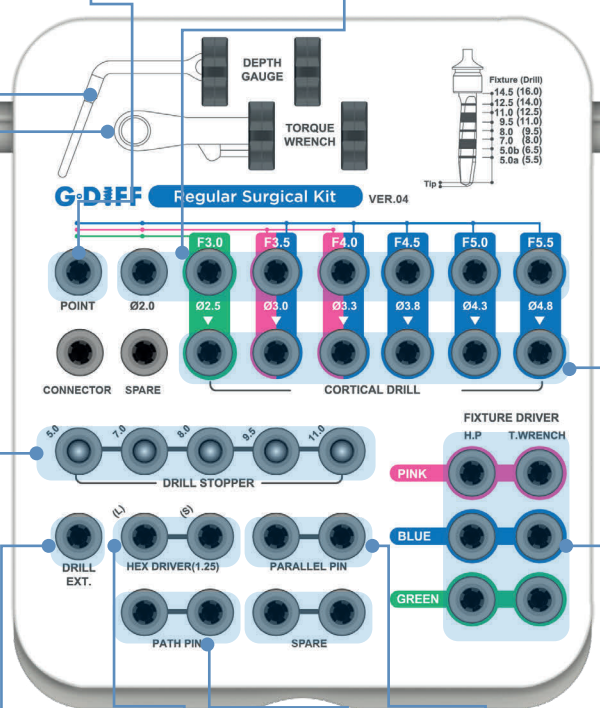 DEPTH
GAUGE
TORQUE
WRENCH
Fixture (Drill)
14.5 (16.0)
12.5 (14.0)
11.0 (12.5)
9.5 (11.0)
8.0 (9.5)
7.0 (8.0)
5.0b (6.5)
5.0a (5.5)
Tip
G·DIFF Regular Surgical Kit VER.04
F3.0 F3.5 F4.0 F4.5 F5.0 F5.5
POINT Ø2.0 Ø2.5 Ø3.0 Ø3.3 Ø3.8 Ø4.3 Ø4.8
CONNECTOR SPARE CORTICAL DRILL
FIXTURE DRIVER
H.P T.WRENCH
5.0 7.0 8.0 9.5 11.0
DRILL STOPPER
PINK
(L) (S)
BLUE
DRILL
EXT.
HEX DRIVER(1.25) PARALLEL PIN
GREEN
PATH PIN SPARE